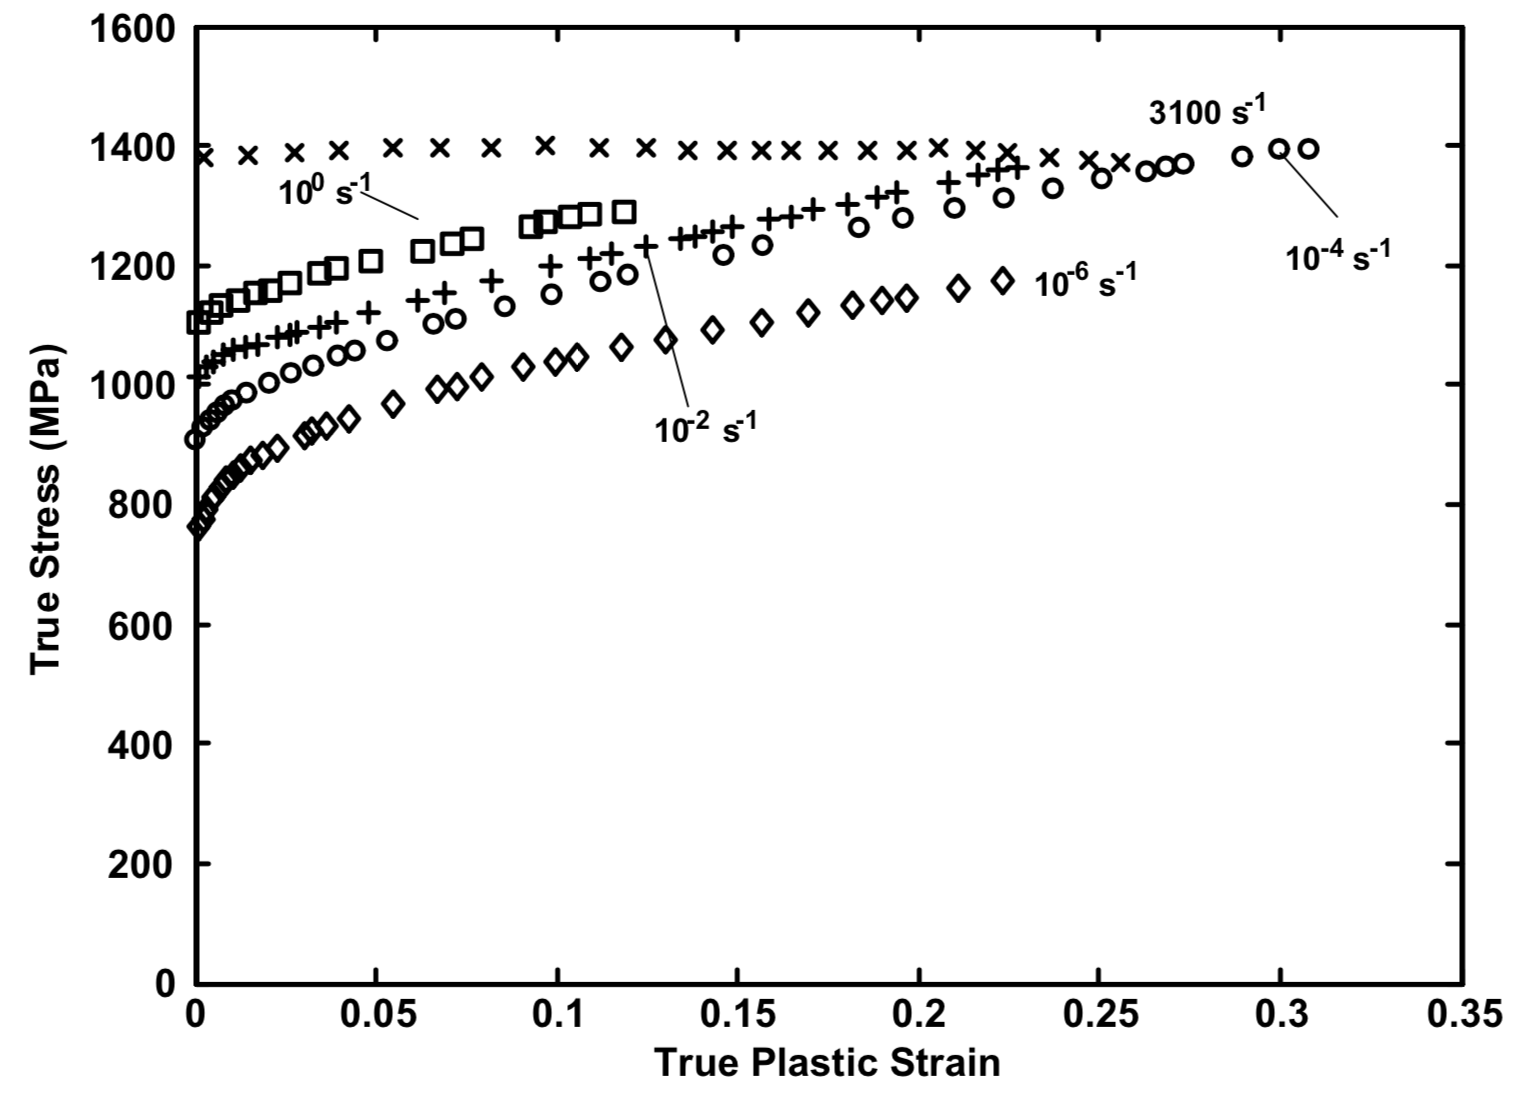 1600
1400
1200
1000
800
600
400
200
0
True Stress (MPa)
3100 s⁻¹
10⁰ s⁻¹
10⁻⁴ s⁻¹
10⁻⁶ s⁻¹
10⁻² s⁻¹
0 0.05 0.1 0.15 0.2 0.25 0.3 0.35
True Plastic Strain